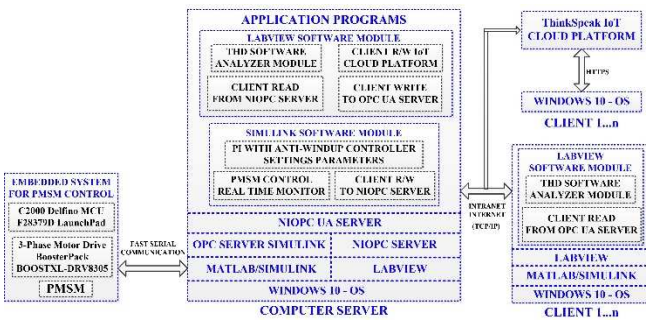 APPLICATION PROGRAMS
LABVIEW SOFTWARE MODULE
THD SOFTWARE
ANALYZER MODULE
CLIENT R/W IoT
CLOUD PLATFORM
CLIENT READ
FROM NIOPC SERVER
CLIENT WRITE
TO OPC UA SERVER
SIMULINK SOFTWARE MODULE
PI WITH ANTI-WINDUP CONTROLLER
SETTINGS PARAMETERS
PMSM CONTROL
REAL TIME MONITOR
CLIENT R/W
TO NIOPC SERVER
NIOPC UA SERVER
OPC SERVER SIMULINK
NIOPC SERVER
MATLAB/SIMULINK
LABVIEW
WINDOWS 10 - OS
COMPUTER SERVER
EMBEDDED SYSTEM
FOR PMSM CONTROL
C2000 Delfino MCU
F28379D LaunchPad
3-Phase Motor Drive
BoosterPack
BOOSTXL-DRV8305
PMSM
FAST SERIAL
COMMUNICATION
INTRANET
INTERNET
(TCP/IP)
ThinkSpeak IoT
CLOUD PLATFORM
HTTPS
WINDOWS 10 - OS
CLIENT 1...n
LABVIEW
SOFTWARE MODULE
THD SOFTWARE
ANALYZER MODULE
CLIENT READ
FROM OPC UA SERVER
LABVIEW
MATLAB/SIMULINK
WINDOWS 10 - OS
CLIENT 1...n